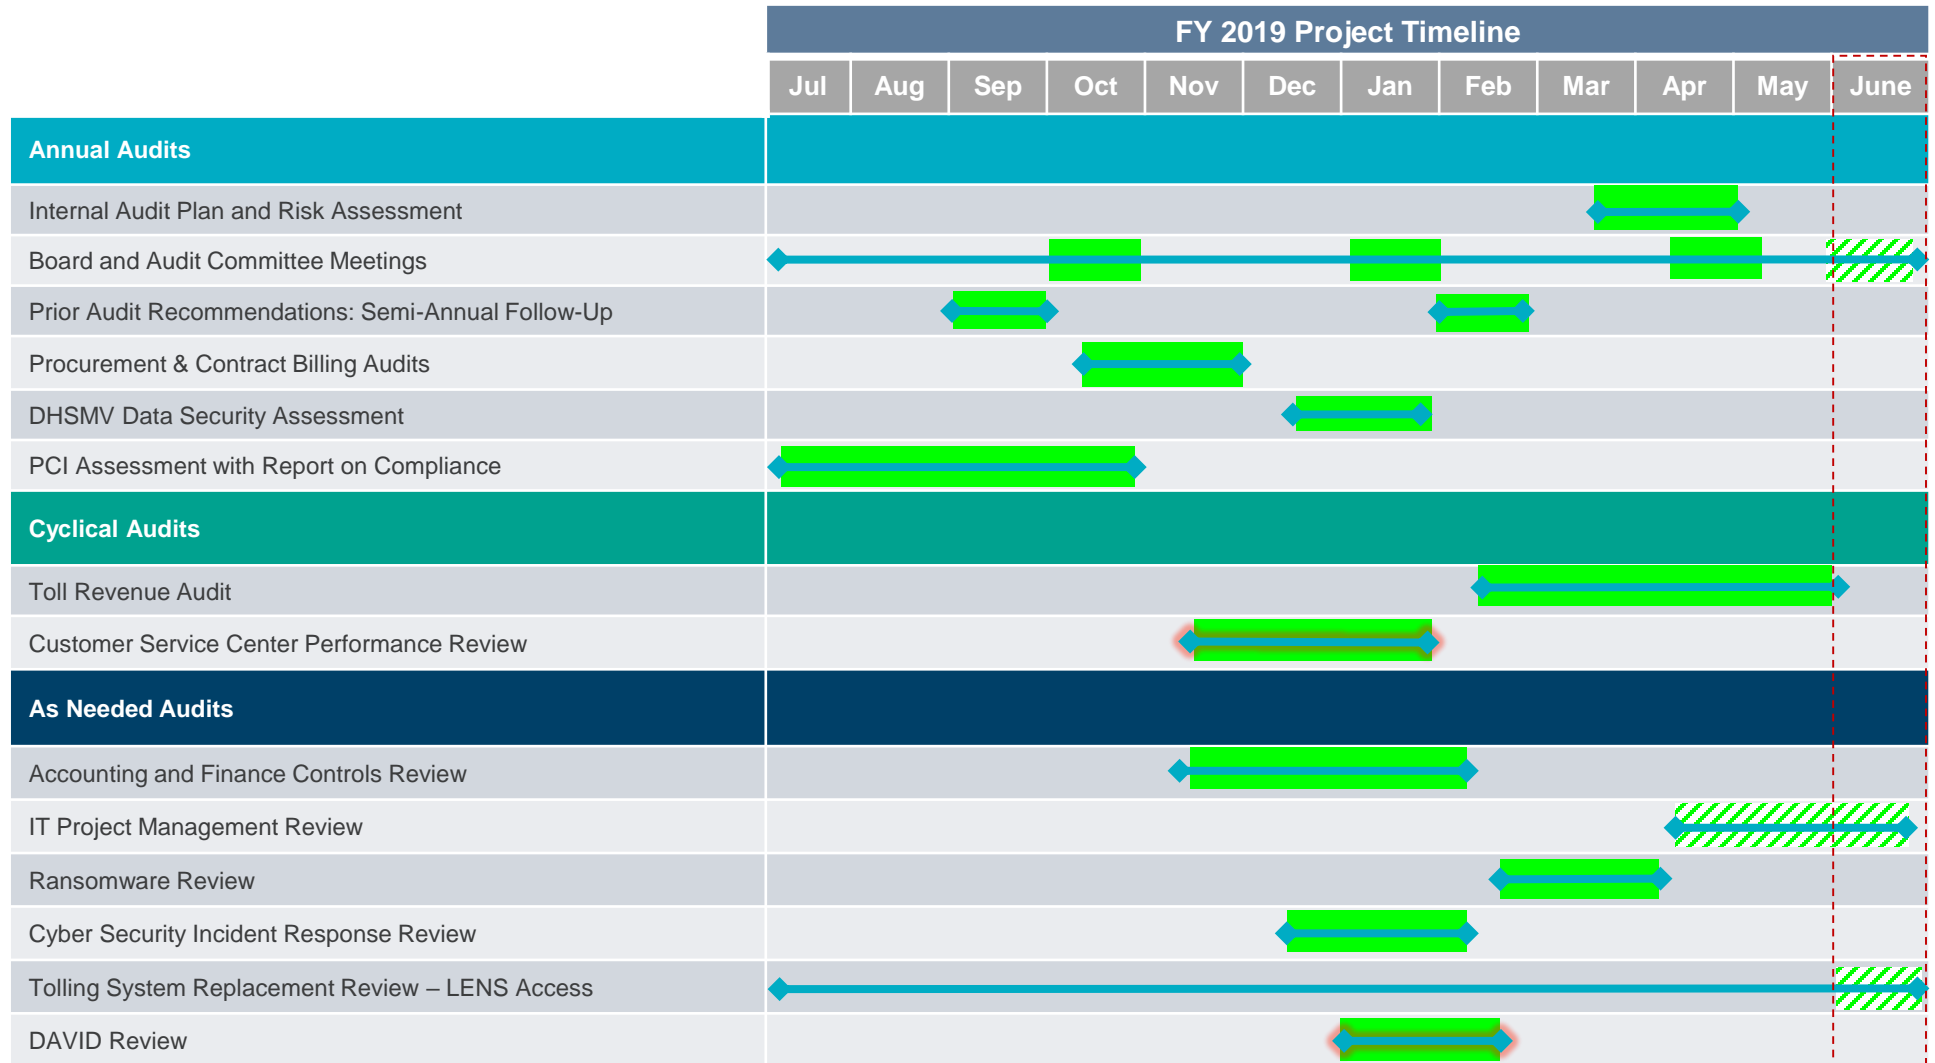 FY 2019 Project Timeline
Jul Aug Sep Oct Nov Dec Jan Feb Mar Apr May June
Annual Audits
Internal Audit Plan and Risk Assessment
Board and Audit Committee Meetings
Prior Audit Recommendations: Semi-Annual Follow-Up
Procurement & Contract Billing Audits
DHSMV Data Security Assessment
PCI Assessment with Report on Compliance
Cyclical Audits
Toll Revenue Audit
Customer Service Center Performance Review
As Needed Audits
Accounting and Finance Controls Review
IT Project Management Review
Ransomware Review
Cyber Security Incident Response Review
Tolling System Replacement Review – LENS Access
DAVID Review